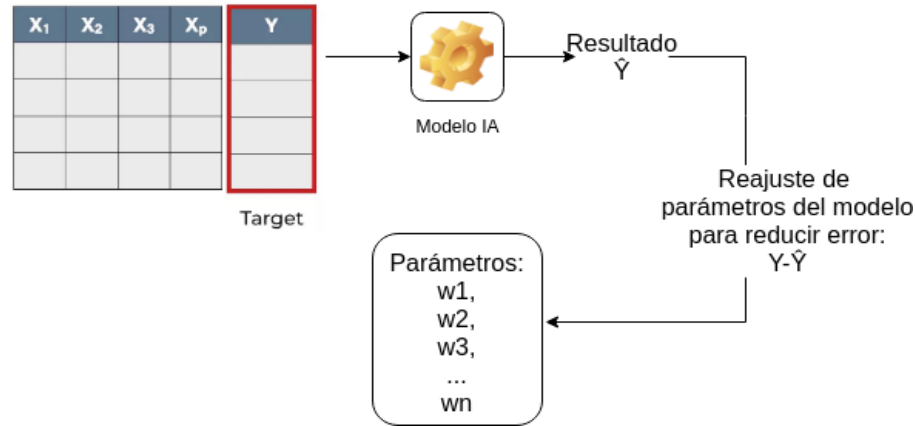 X₁ X₂ X₃ Xₚ Y
Target
Modelo IA
Resultado
Ŷ
Reajuste de
parámetros del modelo
para reducir error:
Y-Ŷ
Parámetros:
w1,
w2,
w3,
...
wn